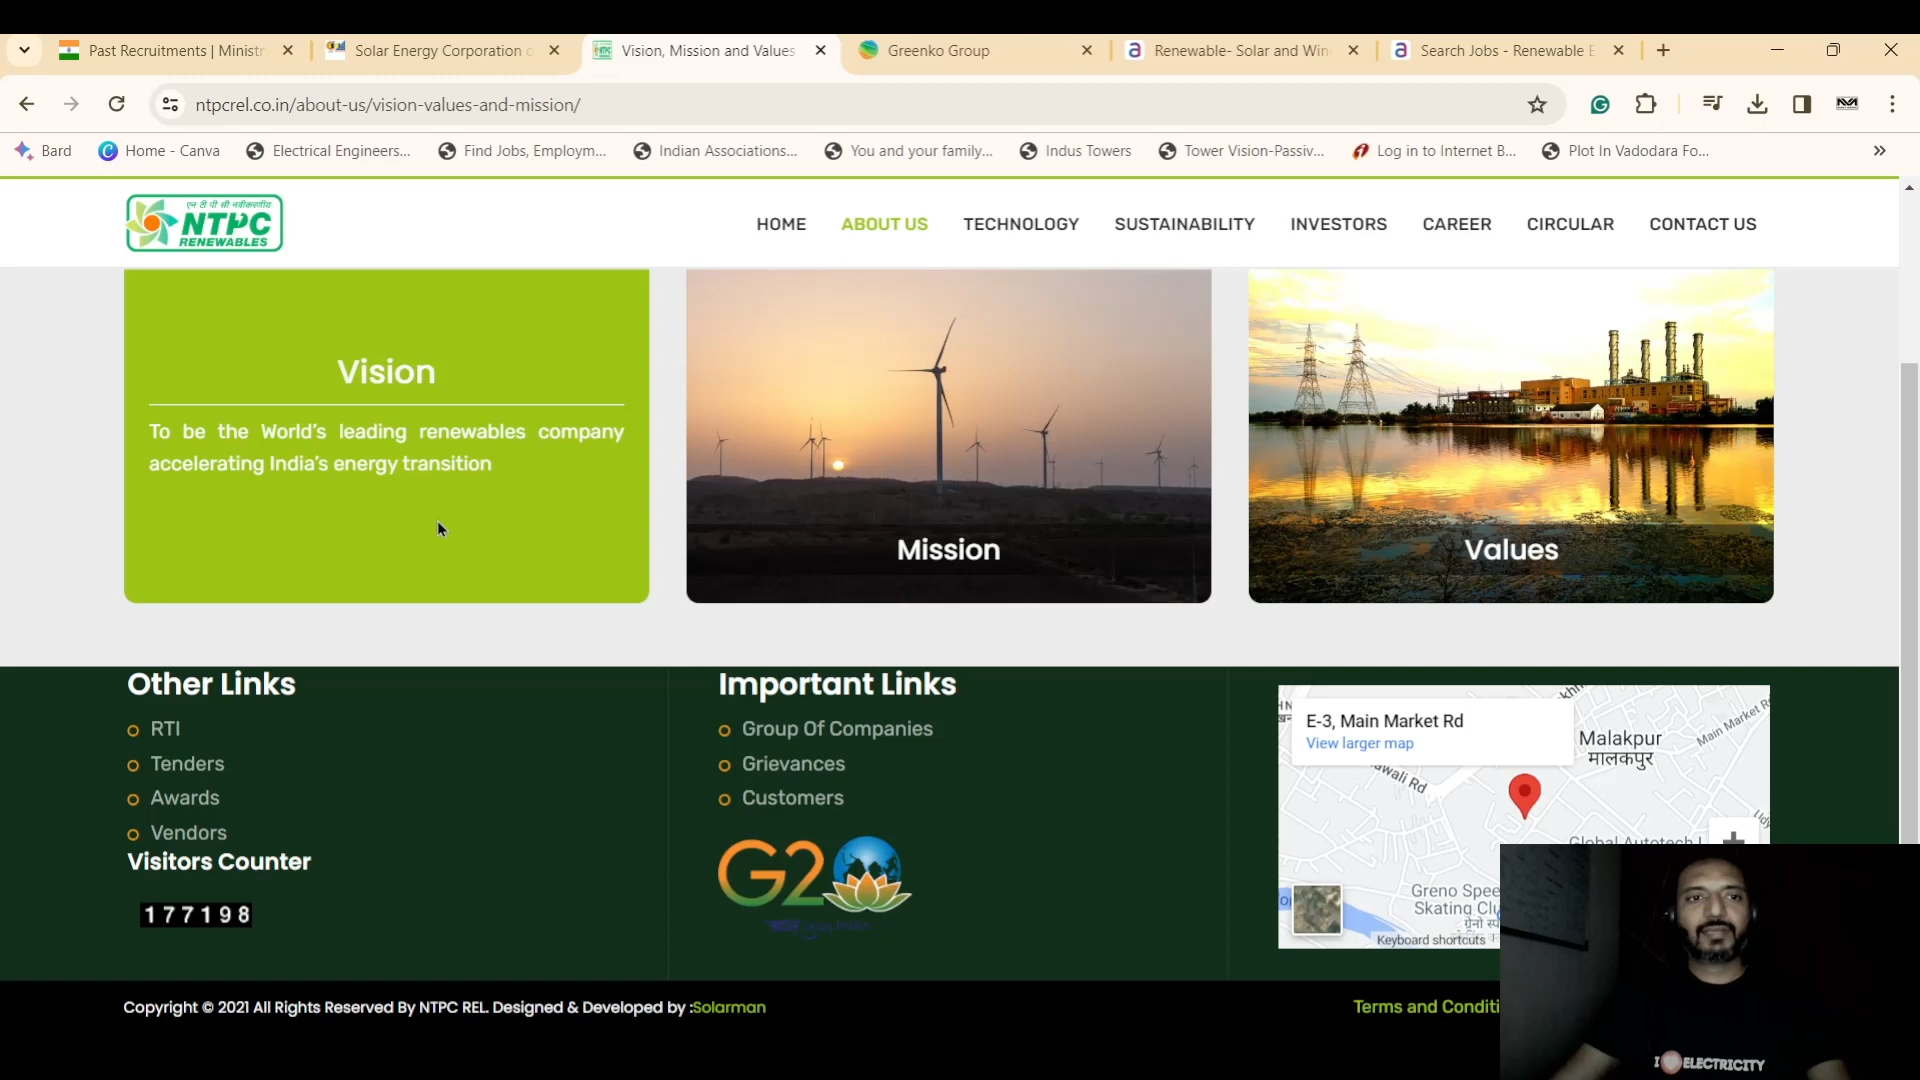 Past Recruitments | Ministr
Solar Energy Corporation o
Vision, Mission and Values
Greenko Group
Renewable- Solar and Win
Search Jobs - Renewable E
ntpcrel.co.in/about-us/vision-values-and-mission/
Bard
Home - Canva
Electrical Engineers...
Find Jobs, Employm...
Indian Associations...
You and your family...
Indus Towers
Tower Vision-Passiv...
Log in to Internet B...
Plot In Vadodara Fo...
एन टी पी सी नवीकरणीय
NTPC
RENEWABLES
HOME
ABOUT US
TECHNOLOGY
SUSTAINABILITY
INVESTORS
CAREER
CIRCULAR
CONTACT US
Vision
To be the World's leading renewables company
accelerating India's energy transition
Mission
Values
Other Links
RTI
Tenders
Awards
Vendors
Visitors Counter
177198
Important Links
Group Of Companies
Grievances
Customers
G2
E-3, Main Market Rd
View larger map
Malakpur
मालकपुर
Main Market R
awali Rd
Greno Spee
Skating Clu
Keyboard shortcuts
Copyright © 2021 All Rights Reserved By NTPC REL. Designed & Developed by :Solarman
Terms and Conditi
I ELECTRICITY